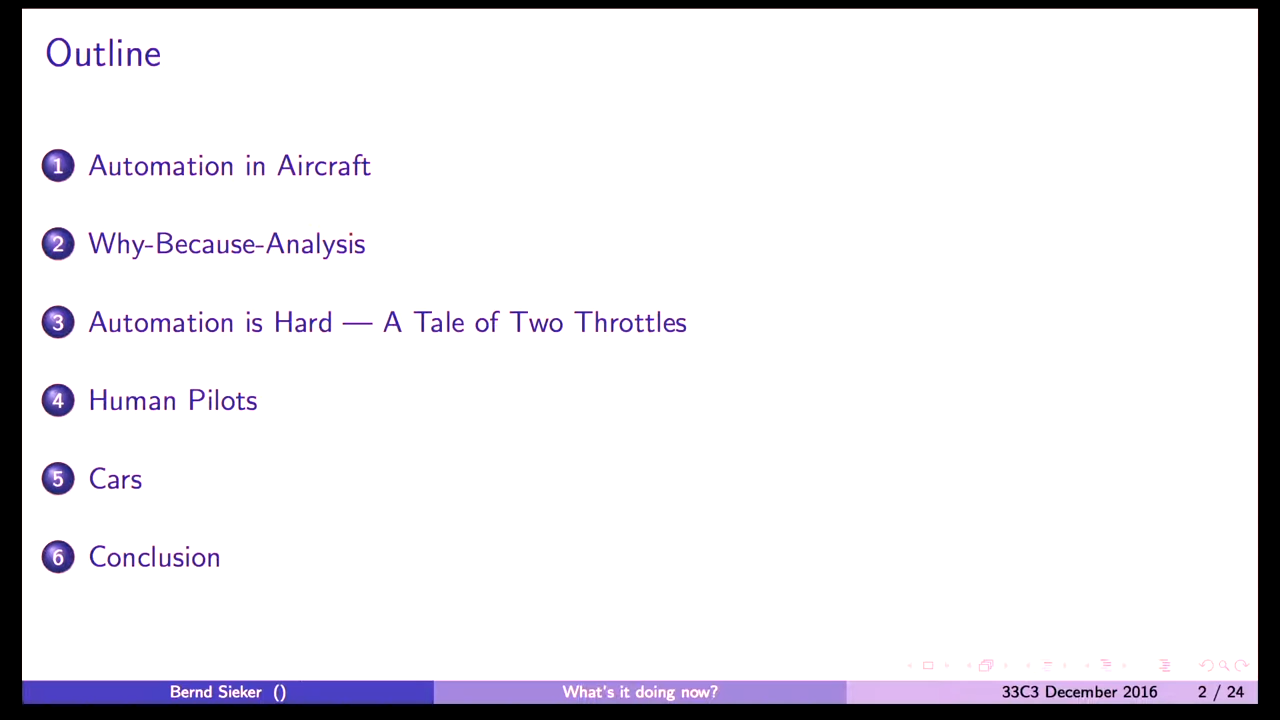 Outline
1 Automation in Aircraft
2 Why-Because-Analysis
3 Automation is Hard — A Tale of Two Throttles
4 Human Pilots
5 Cars
6 Conclusion
Bernd Sieker () What's it doing now? 33C3 December 2016 2 / 24